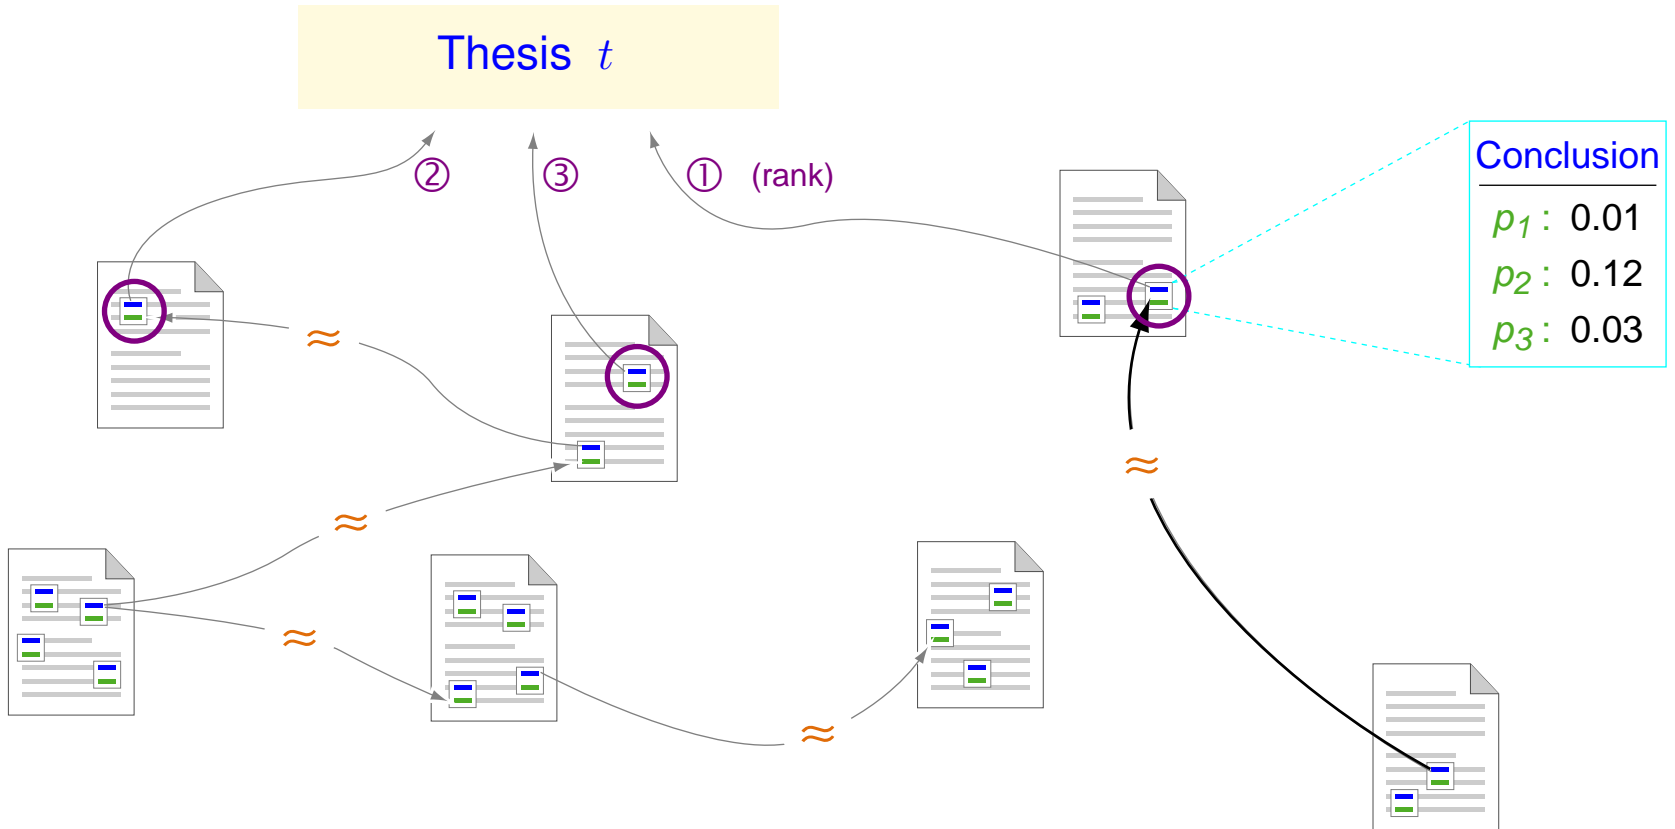 Thesis t
② ③ ① (rank)
Conclusion
p₁ : 0.01
p₂ : 0.12
p₃ : 0.03
≈
≈
≈
≈
≈